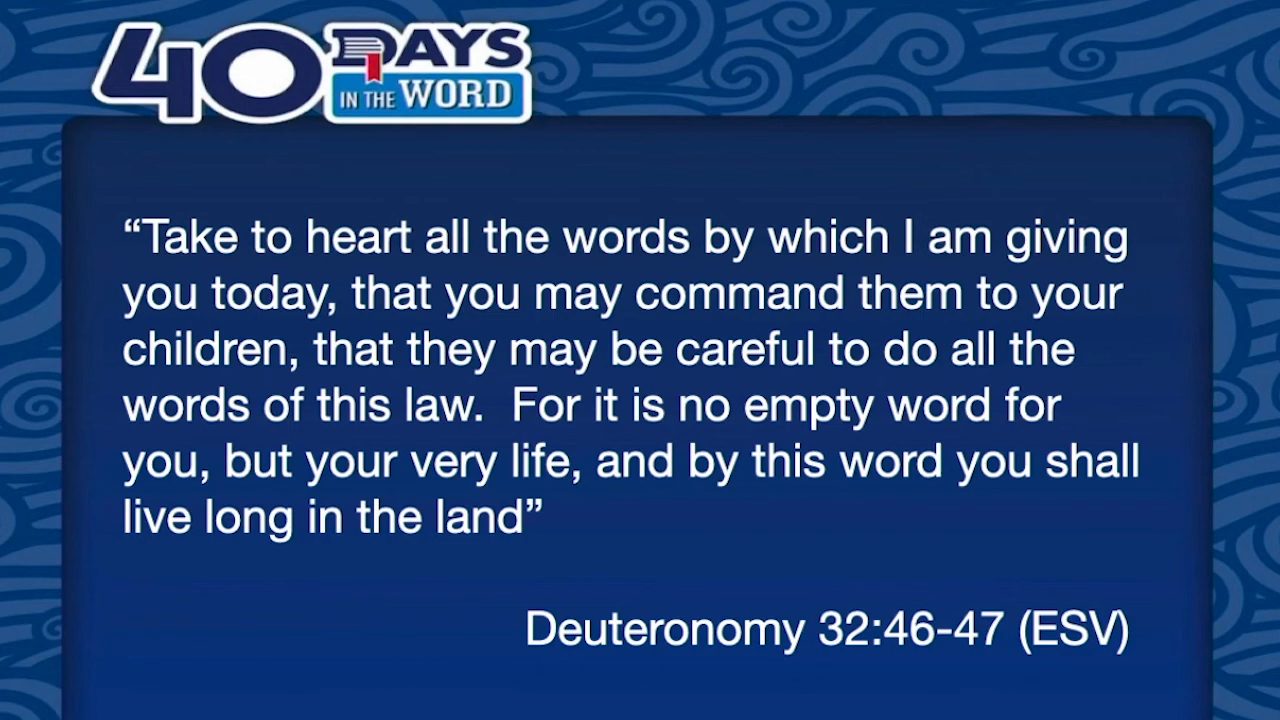 40 DAYS
IN THE WORD
“Take to heart all the words by which I am giving
you today, that you may command them to your
children, that they may be careful to do all the
words of this law.  For it is no empty word for
you, but your very life, and by this word you shall
live long in the land”
Deuteronomy 32:46-47 (ESV)